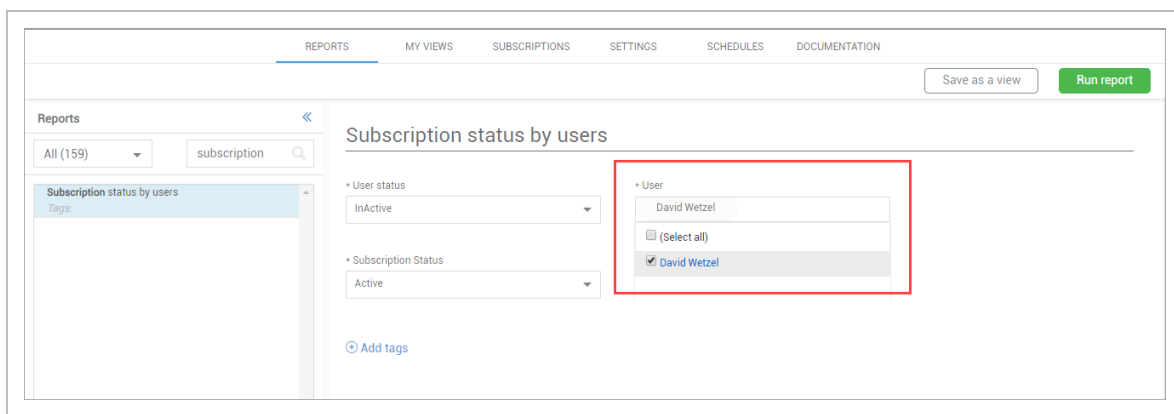 REPORTS MY VIEWS SUBSCRIPTIONS SETTINGS SCHEDULES DOCUMENTATION
Save as a view Run report
Reports
All (159) subscription
Subscription status by users
Tags:
Subscription status by users
* User status
InActive
* User
David Wetzel
(Select all)
David Wetzel
* Subscription Status
Active
Add tags